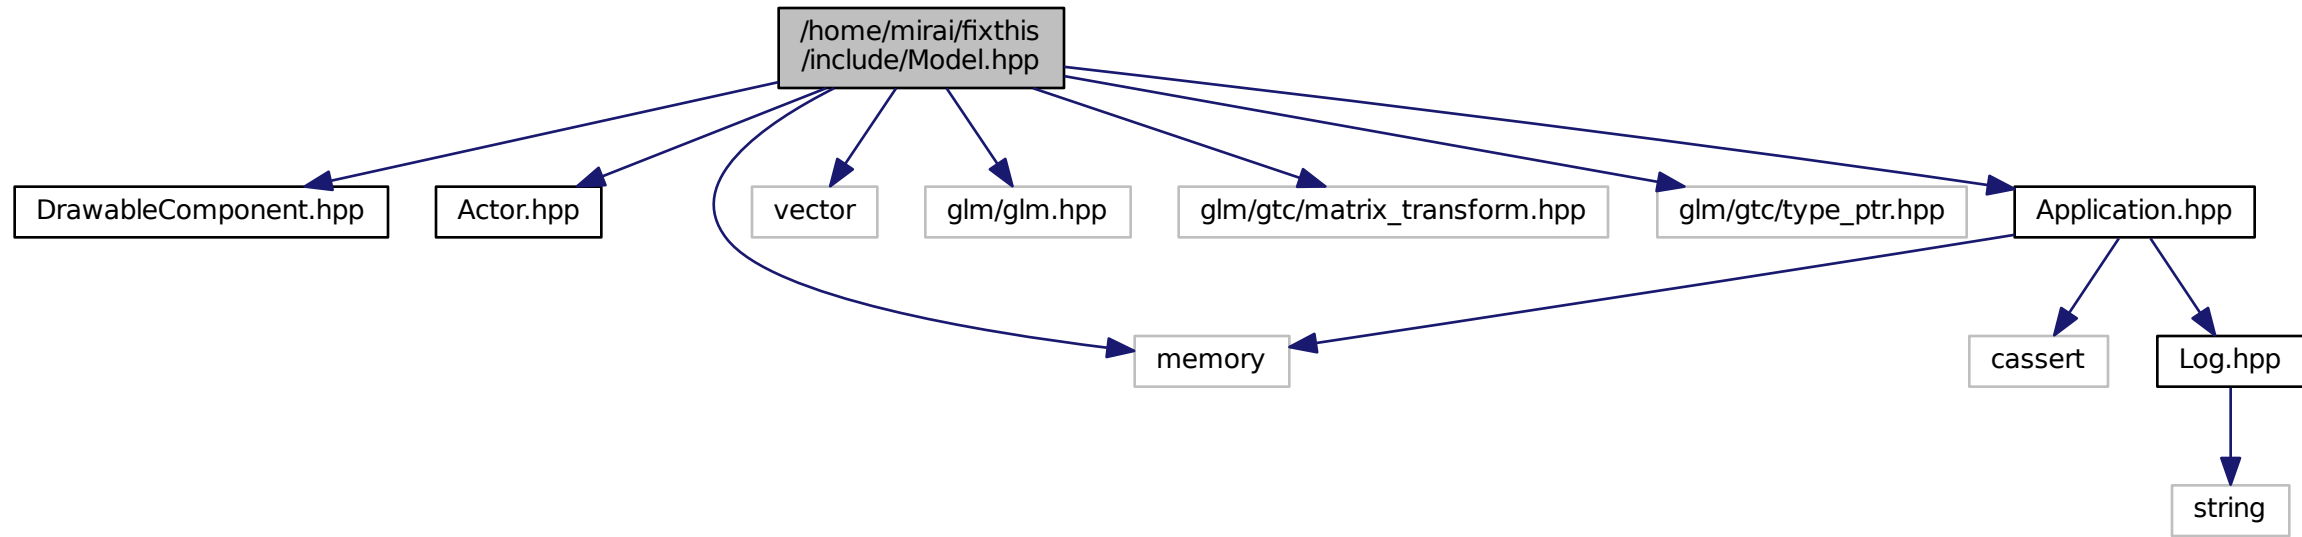 /home/mirai/fixthis
/include/Model.hpp
DrawableComponent.hpp
Actor.hpp
vector
glm/glm.hpp
glm/gtc/matrix_transform.hpp
glm/gtc/type_ptr.hpp
Application.hpp
memory
cassert
Log.hpp
string